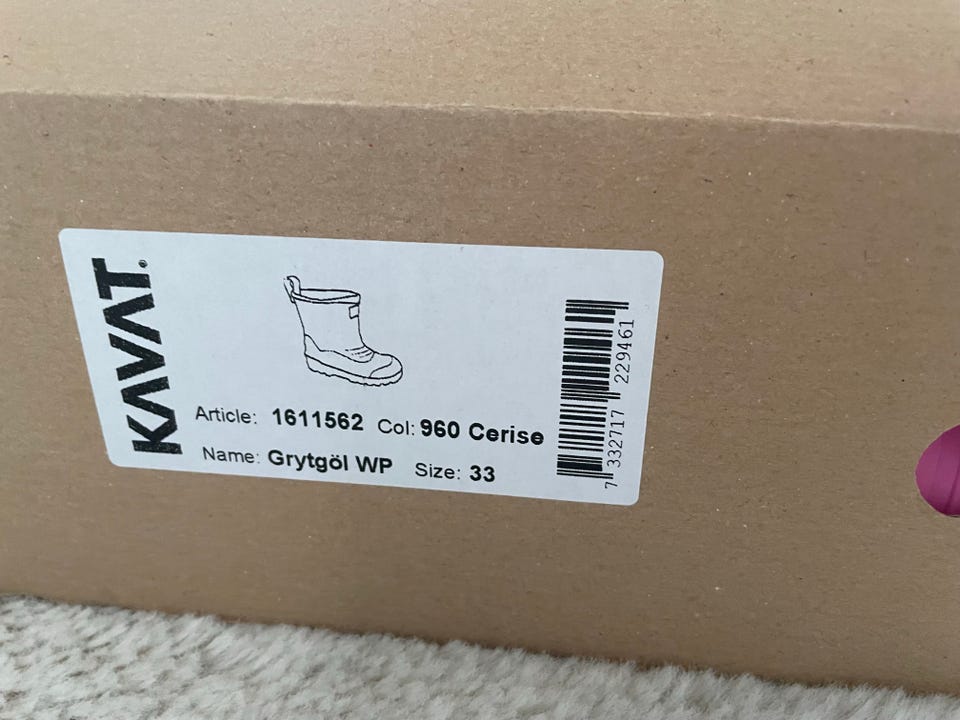 KAVAT.
Article: 1611562 Col: 960 Cerise
Name: Grytgöl WP Size: 33
7 332717 229461